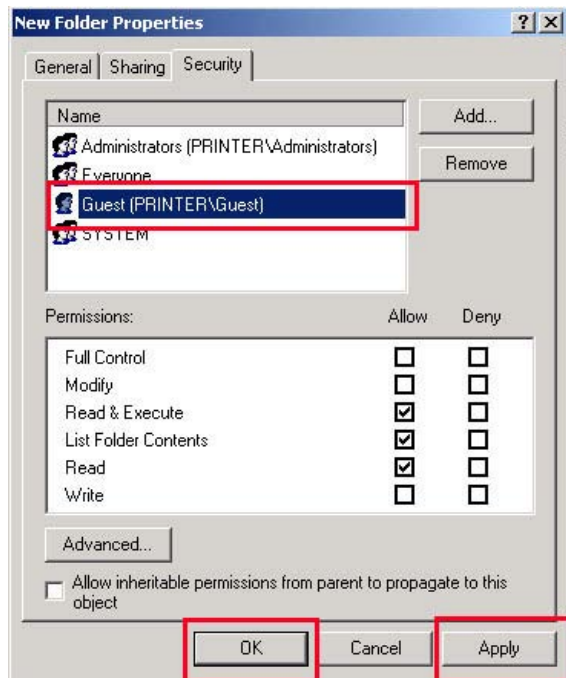 New Folder Properties
General Sharing Security
Name
Add...
Administrators (PRINTER\Administrators)
Everyone
Remove
Guest (PRINTER\Guest)
SYSTEM
Permissions: Allow Deny
Full Control
Modify
Read & Execute
List Folder Contents
Read
Write
Advanced...
Allow inheritable permissions from parent to propagate to this
object
OK Cancel Apply